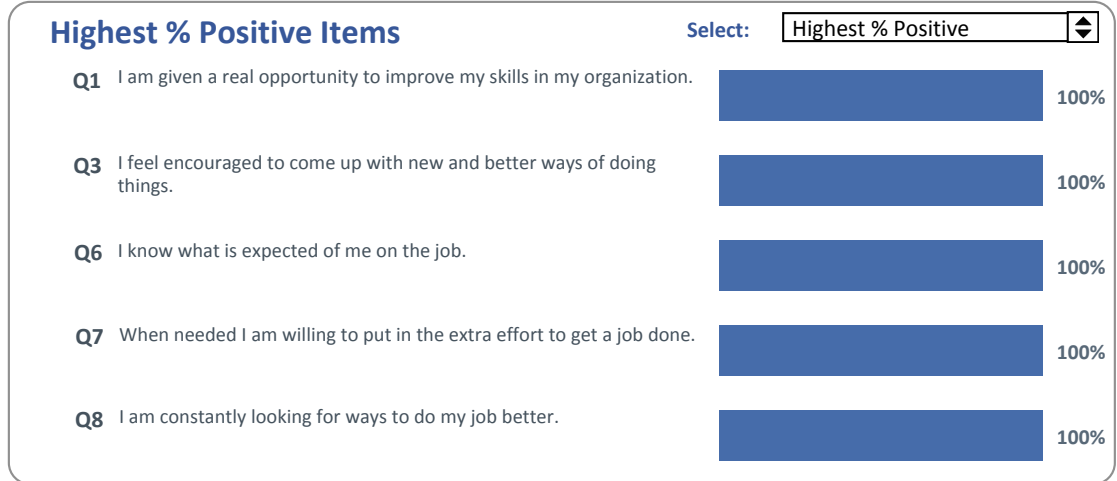 Highest % Positive Items
Select: Highest % Positive
Q1 I am given a real opportunity to improve my skills in my organization. 100%
Q3 I feel encouraged to come up with new and better ways of doing
things. 100%
Q6 I know what is expected of me on the job. 100%
Q7 When needed I am willing to put in the extra effort to get a job done. 100%
Q8 I am constantly looking for ways to do my job better. 100%